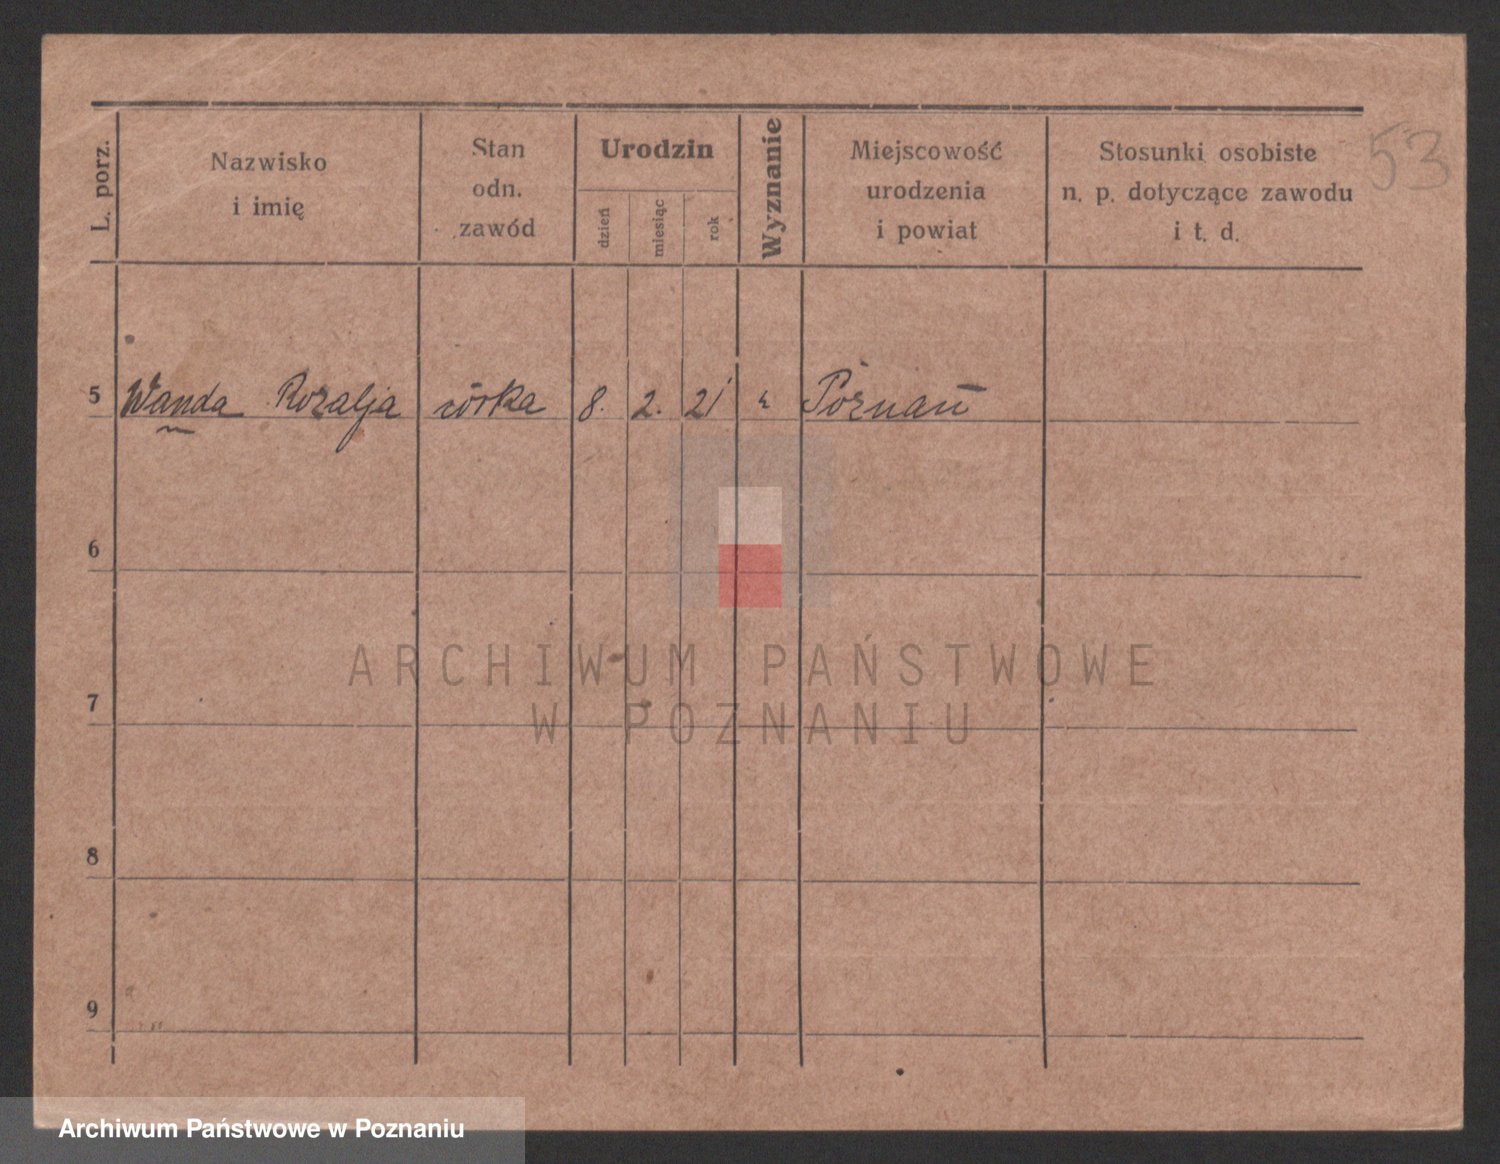 53
L. porz.
Nazwisko
i imię
Stan
odn.
zawód
Urodzin
dzień
miesiąc
rok
Wyznanie
Miejscowość
urodzenia
i powiat
Stosunki osobiste
n. p. dotyczące zawodu
i t. d.
5 Wanda Rozalja córka 8. 2. 21 Poznań
6
7
8
9
ARCHIWUM PAŃSTWOWE
W POZNANIU
Archiwum Państwowe w Poznaniu